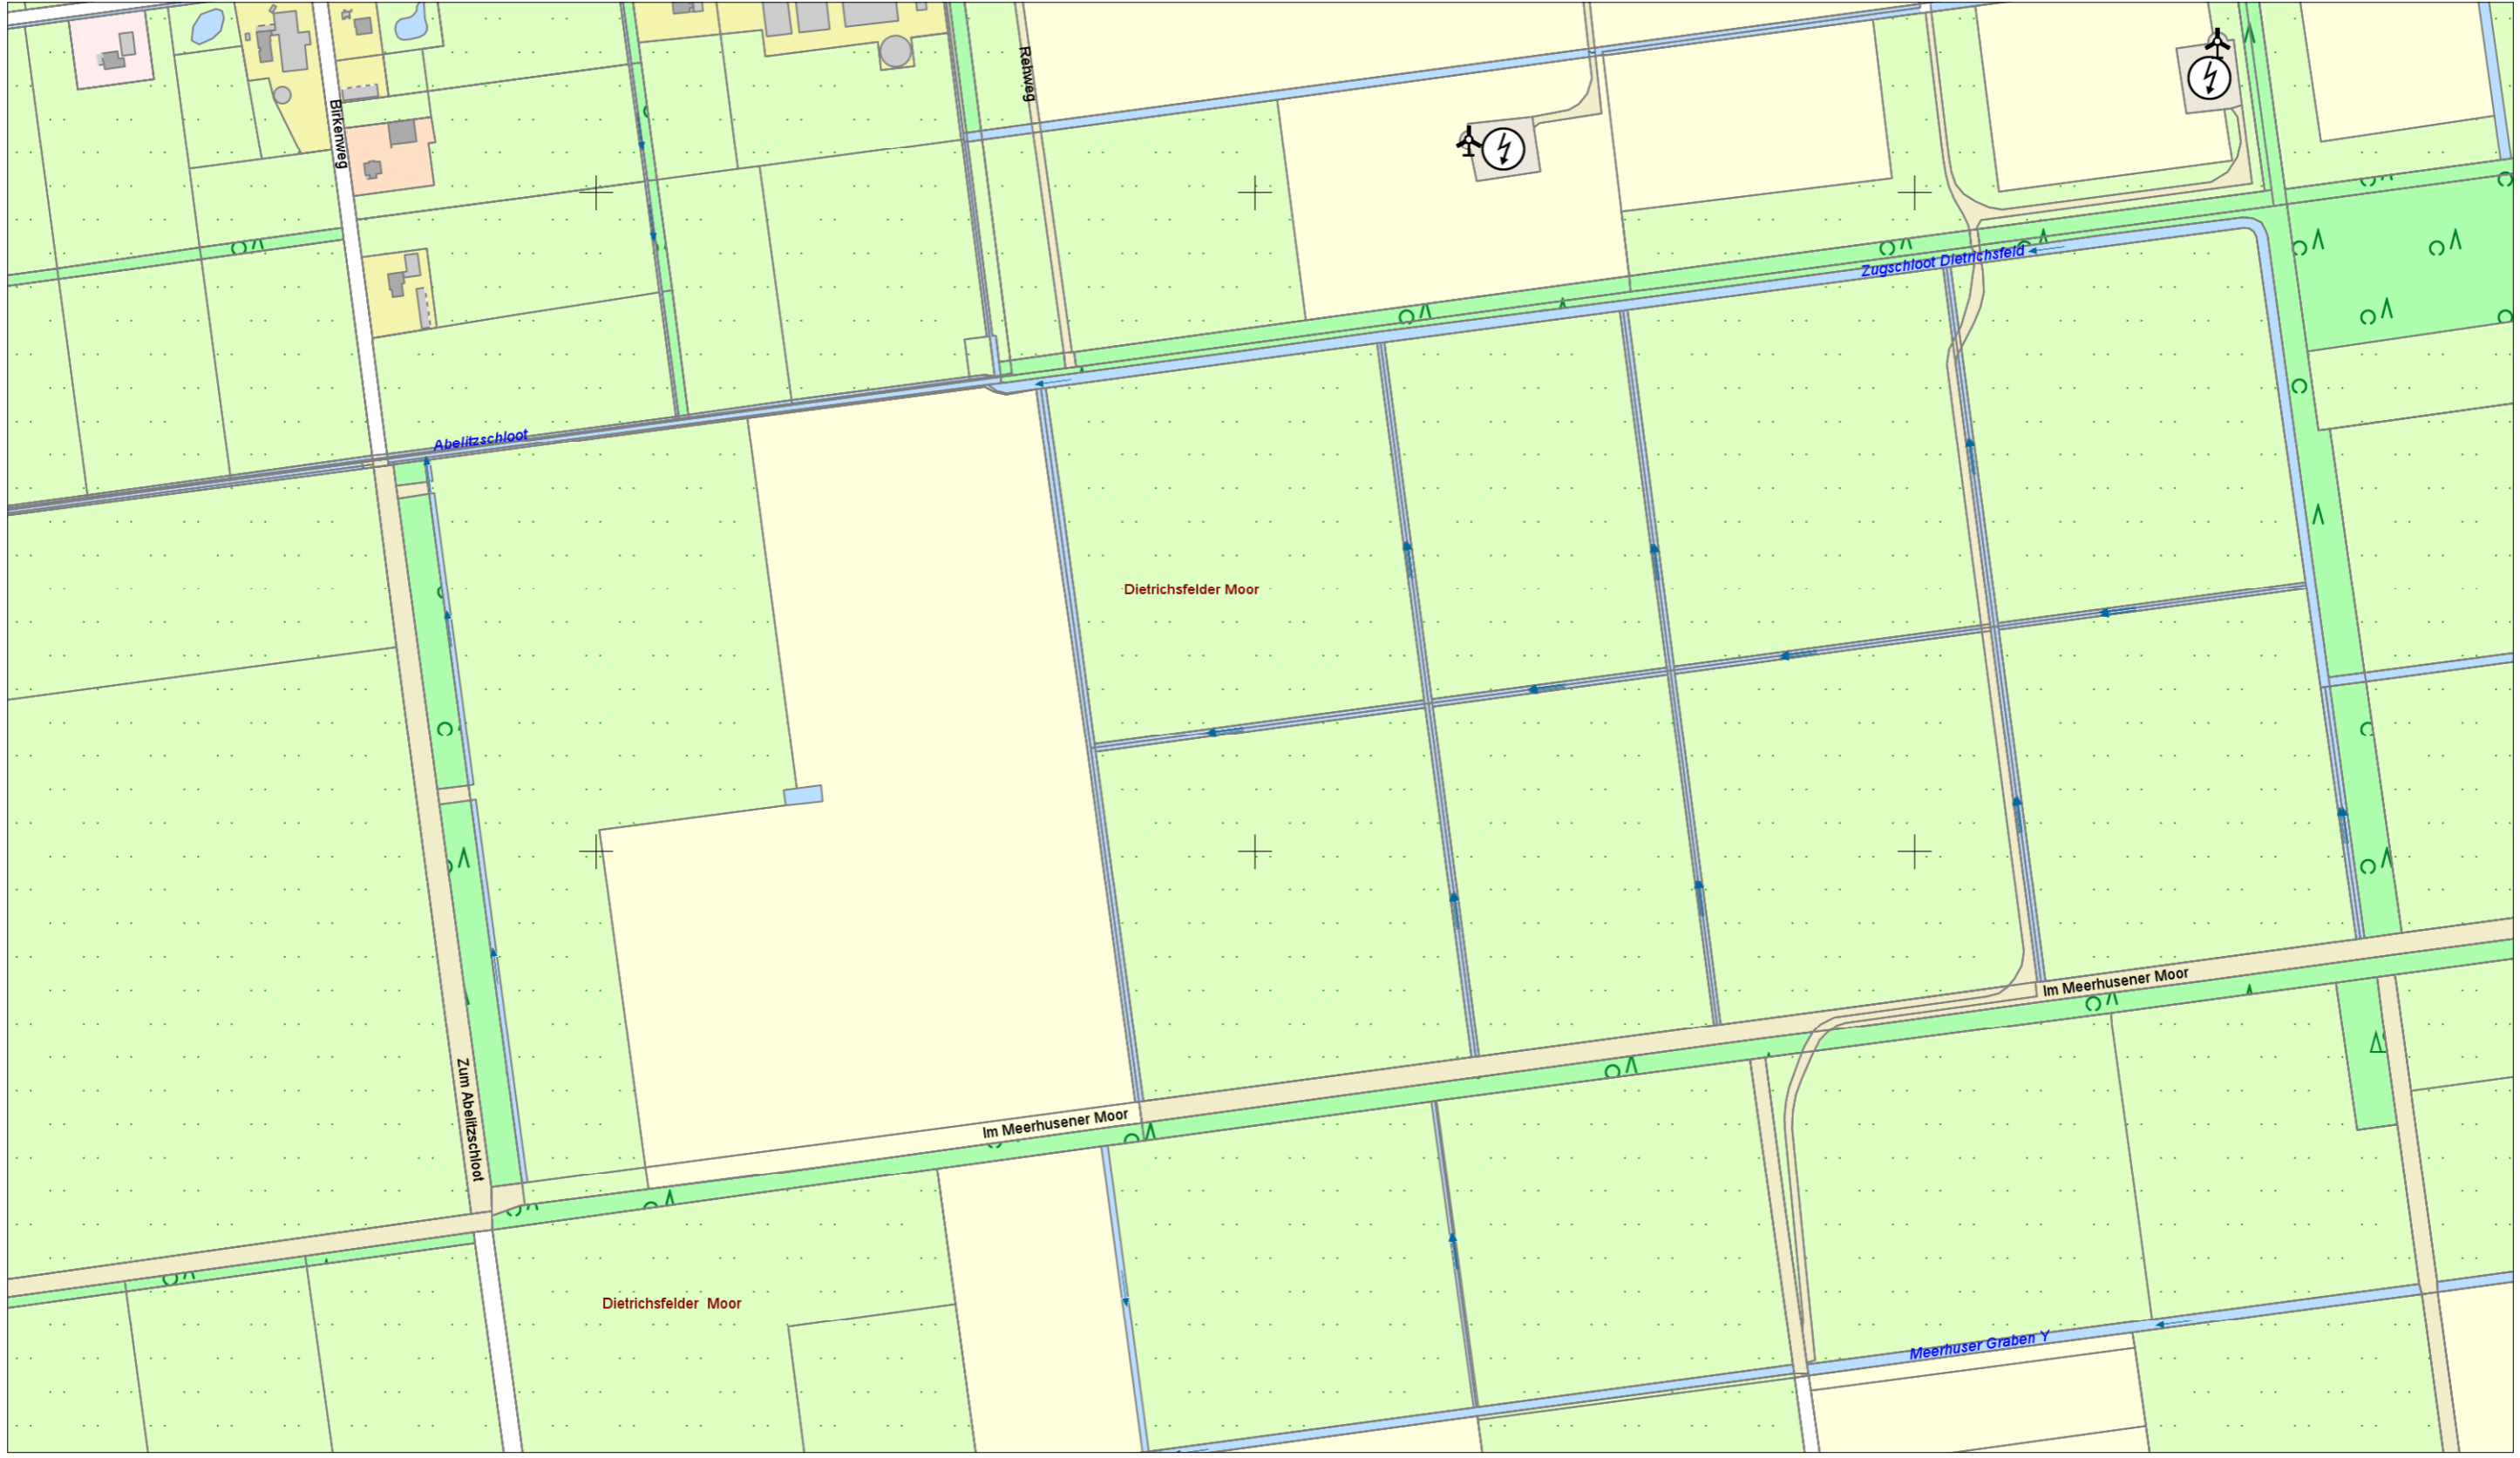 Rehweg
Birkenweg
Zugschloot Dietrichsfeld
Abelitzschloot
Dietrichsfelder Moor
Im Meerhusener Moor
Zum Abelitzschloot
Im Meerhusener Moor
Dietrichsfelder Moor
Meerhuser Graben Y